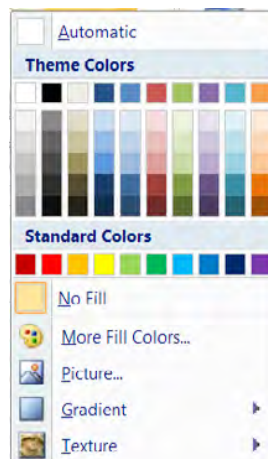 Automatic
Theme Colors
Standard Colors
No Fill
More Fill Colors...
Picture...
Gradient
Texture